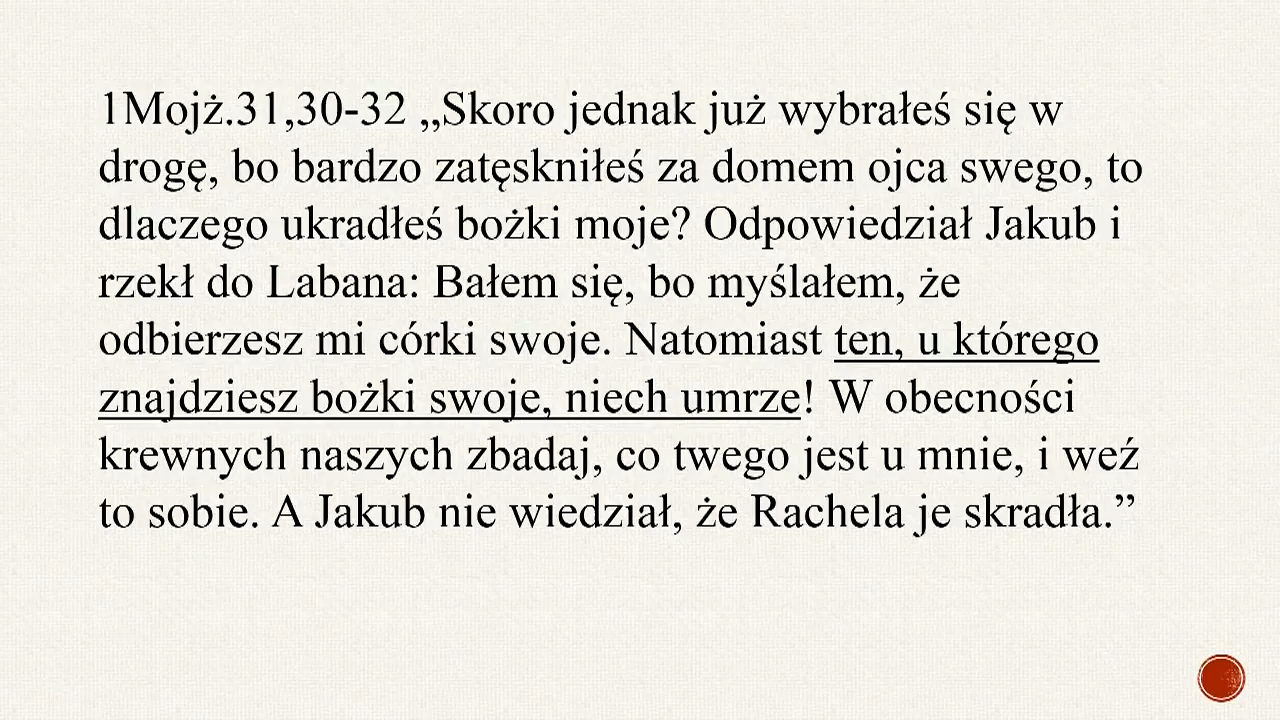 1Mojż.31,30-32 „Skoro jednak już wybrałeś się w
drogę, bo bardzo zatęskniłeś za domem ojca swego, to
dlaczego ukradłeś bożki moje? Odpowiedział Jakub i
rzekł do Labana: Bałem się, bo myślałem, że
odbierzesz mi córki swoje. Natomiast ten, u którego
znajdziesz bożki swoje, niech umrze! W obecności
krewnych naszych zbadaj, co twego jest u mnie, i weź
to sobie. A Jakub nie wiedział, że Rachela je skradła.”